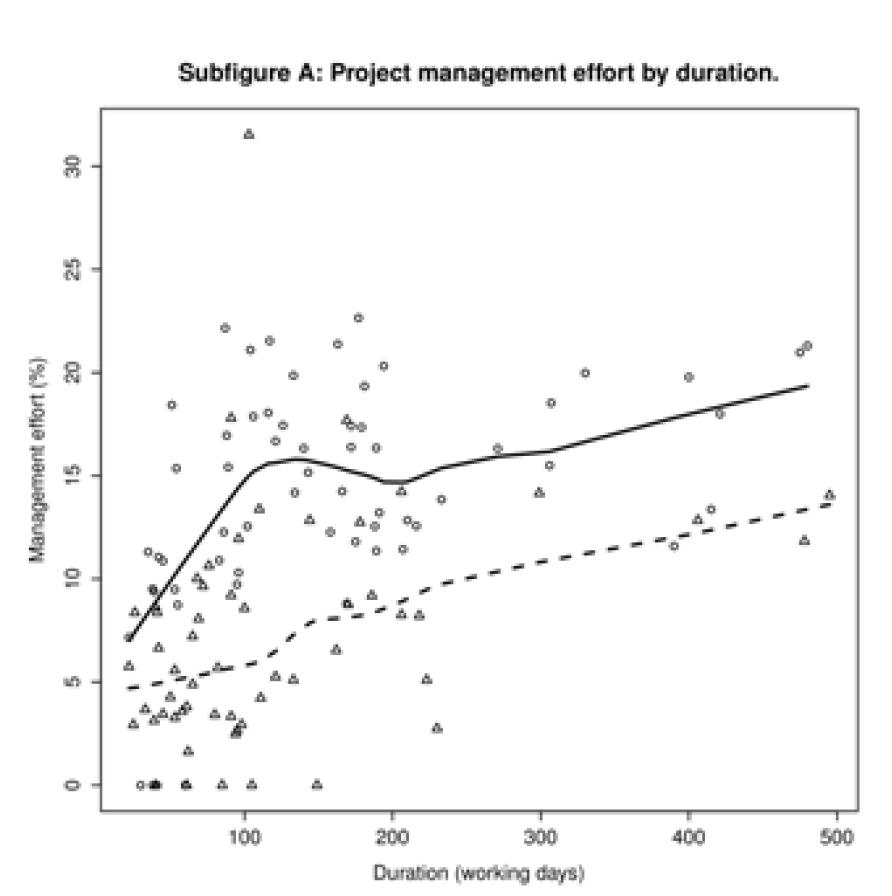 Subfigure A: Project management effort by duration.
Management effort (%)
30
25
20
15
10
5
0
100 200 300 400 500
Duration (working days)